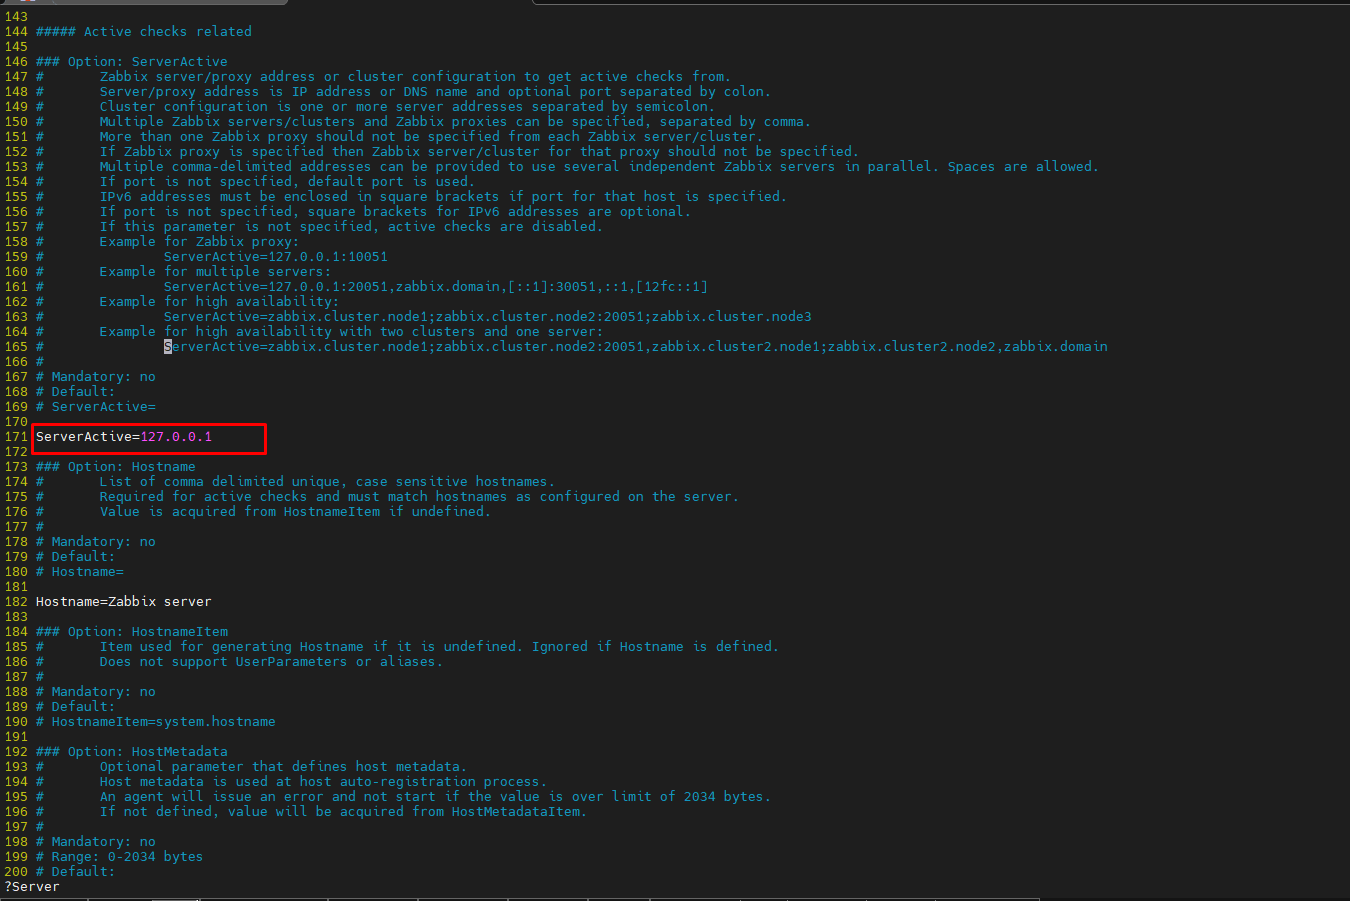 143
144 ##### Active checks related
145
146 ### Option: ServerActive
147 #       Zabbix server/proxy address or cluster configuration to get active checks from.
148 #       Server/proxy address is IP address or DNS name and optional port separated by colon.
149 #       Cluster configuration is one or more server addresses separated by semicolon.
150 #       Multiple Zabbix servers/clusters and Zabbix proxies can be specified, separated by comma.
151 #       More than one Zabbix proxy should not be specified from each Zabbix server/cluster.
152 #       If Zabbix proxy is specified then Zabbix server/cluster for that proxy should not be specified.
153 #       Multiple comma-delimited addresses can be provided to use several independent Zabbix servers in parallel. Spaces are allowed.
154 #       If port is not specified, default port is used.
155 #       IPv6 addresses must be enclosed in square brackets if port for that host is specified.
156 #       If port is not specified, square brackets for IPv6 addresses are optional.
157 #       If this parameter is not specified, active checks are disabled.
158 #       Example for Zabbix proxy:
159 #               ServerActive=127.0.0.1:10051
160 #       Example for multiple servers:
161 #               ServerActive=127.0.0.1:20051,zabbix.domain,[::1]:30051,::1,[12fc::1]
162 #       Example for high availability:
163 #               ServerActive=zabbix.cluster.node1;zabbix.cluster.node2:20051;zabbix.cluster.node3
164 #       Example for high availability with two clusters and one server:
165 #               ServerActive=zabbix.cluster.node1;zabbix.cluster.node2:20051,zabbix.cluster2.node1;zabbix.cluster2.node2,zabbix.domain
166 #
167 # Mandatory: no
168 # Default:
169 # ServerActive=
170
171 ServerActive=127.0.0.1
172
173 ### Option: Hostname
174 #       List of comma delimited unique, case sensitive hostnames.
175 #       Required for active checks and must match hostnames as configured on the server.
176 #       Value is acquired from HostnameItem if undefined.
177 #
178 # Mandatory: no
179 # Default:
180 # Hostname=
181
182 Hostname=Zabbix server
183
184 ### Option: HostnameItem
185 #       Item used for generating Hostname if it is undefined. Ignored if Hostname is defined.
186 #       Does not support UserParameters or aliases.
187 #
188 # Mandatory: no
189 # Default:
190 # HostnameItem=system.hostname
191
192 ### Option: HostMetadata
193 #       Optional parameter that defines host metadata.
194 #       Host metadata is used at host auto-registration process.
195 #       An agent will issue an error and not start if the value is over limit of 2034 bytes.
196 #       If not defined, value will be acquired from HostMetadataItem.
197 #
198 # Mandatory: no
199 # Range: 0-2034 bytes
200 # Default:
?Server